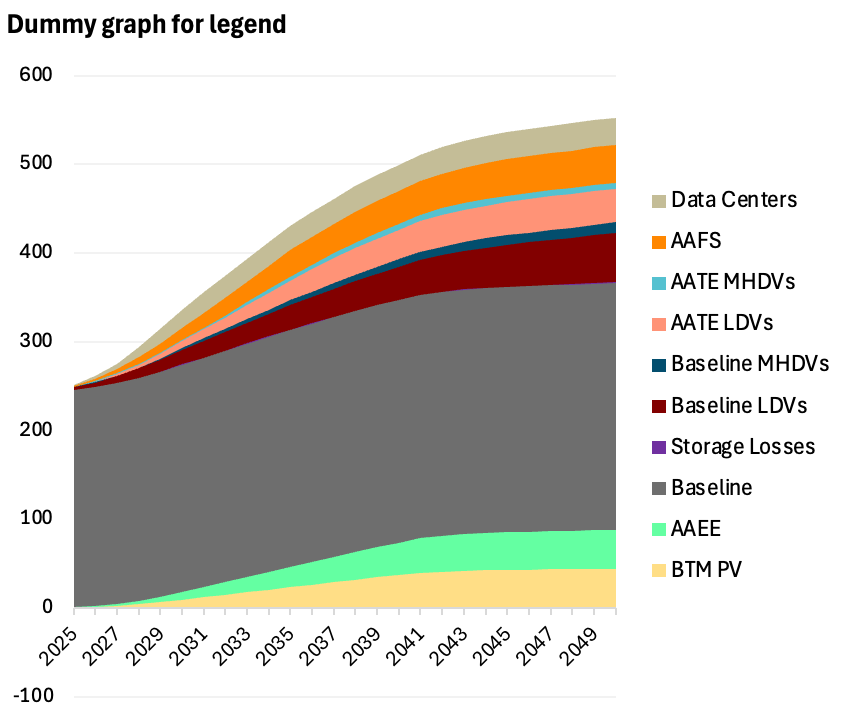 Dummy graph for legend
600
500
400
300
200
100
0
-100
2025
2027
2029
2031
2033
2035
2037
2039
2041
2043
2045
2047
2049
Data Centers
AAFS
AATE MHDVs
AATE LDVs
Baseline MHDVs
Baseline LDVs
Storage Losses
Baseline
AAEE
BTM PV